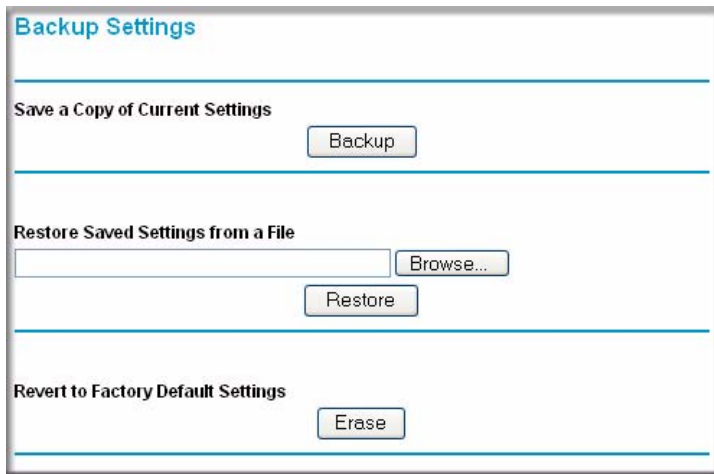 Backup Settings
Save a Copy of Current Settings
Backup
Restore Saved Settings from a File
Browse...
Restore
Revert to Factory Default Settings
Erase